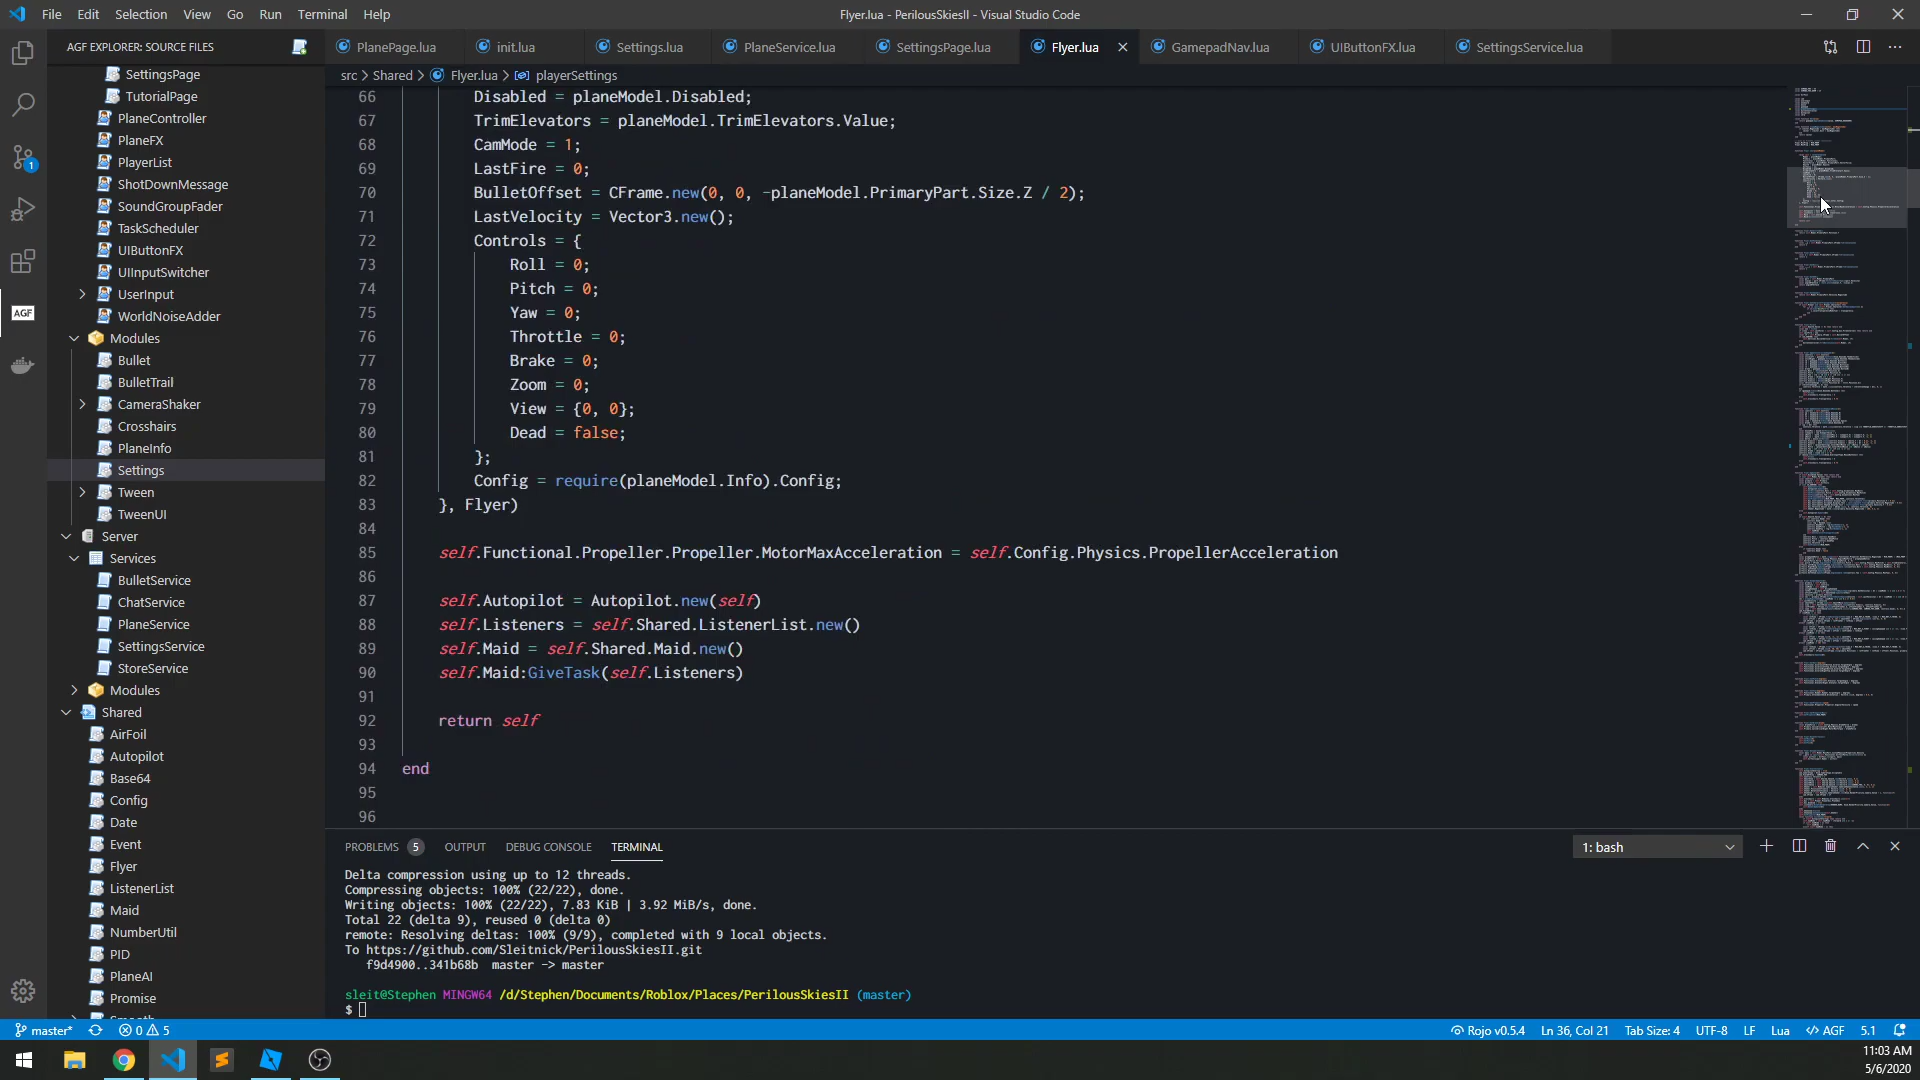 File Edit Selection View Go Run Terminal Help
Flyer.lua - PerilousSkiesII - Visual Studio Code
AGF EXPLORER: SOURCE FILES
PlanePage.lua
init.lua
Settings.lua
PlaneService.lua
SettingsPage.lua
Flyer.lua
GamepadNav.lua
UIButtonFX.lua
SettingsService.lua
src > Shared > Flyer.lua > playerSettings
SettingsPage
TutorialPage
PlaneController
PlaneFX
PlayerList
ShotDownMessage
SoundGroupFader
TaskScheduler
UIButtonFX
UIInputSwitcher
UserInput
WorldNoiseAdder
Modules
Bullet
BulletTrail
CameraShaker
Crosshairs
PlaneInfo
Settings
Tween
TweenUI
Server
Services
BulletService
ChatService
PlaneService
SettingsService
StoreService
Modules
Shared
AirFoil
Autopilot
Base64
Config
Date
Event
Flyer
ListenerList
Maid
NumberUtil
PID
PlaneAI
Promise
1
AGF
66 Disabled = planeModel.Disabled;
67 TrimElevators = planeModel.TrimElevators.Value;
68 CamMode = 1;
69 LastFire = 0;
70 BulletOffset = CFrame.new(0, 0, -planeModel.PrimaryPart.Size.Z / 2);
71 LastVelocity = Vector3.new();
72 Controls = {
73 Roll = 0;
74 Pitch = 0;
75 Yaw = 0;
76 Throttle = 0;
77 Brake = 0;
78 Zoom = 0;
79 View = {0, 0};
80 Dead = false;
81 };
82 Config = require(planeModel.Info).Config;
83 }, Flyer)
84
85 self.Functional.Propeller.Propeller.MotorMaxAcceleration = self.Config.Physics.PropellerAcceleration
86
87 self.Autopilot = Autopilot.new(self)
88 self.Listeners = self.Shared.ListenerList.new()
89 self.Maid = self.Shared.Maid.new()
90 self.Maid:GiveTask(self.Listeners)
91
92 return self
93
94 end
95
96
PROBLEMS 5 OUTPUT DEBUG CONSOLE TERMINAL
1: bash
Delta compression using up to 12 threads.
Compressing objects: 100% (22/22), done.
Writing objects: 100% (22/22), 7.83 KiB | 3.92 MiB/s, done.
Total 22 (delta 9), reused 0 (delta 0)
remote: Resolving deltas: 100% (9/9), completed with 9 local objects.
To https://github.com/Sleitnick/PerilousSkiesII.git
f9d4900..341b68b master -> master
sleit@Stephen MINGW64 /d/Stephen/Documents/Roblox/Places/PerilousSkiesII (master)
$
master* 0 5
Rojo v0.5.4 Ln 36, Col 21 Tab Size: 4 UTF-8 LF Lua AGF 5.1
11:03 AM
5/6/2020